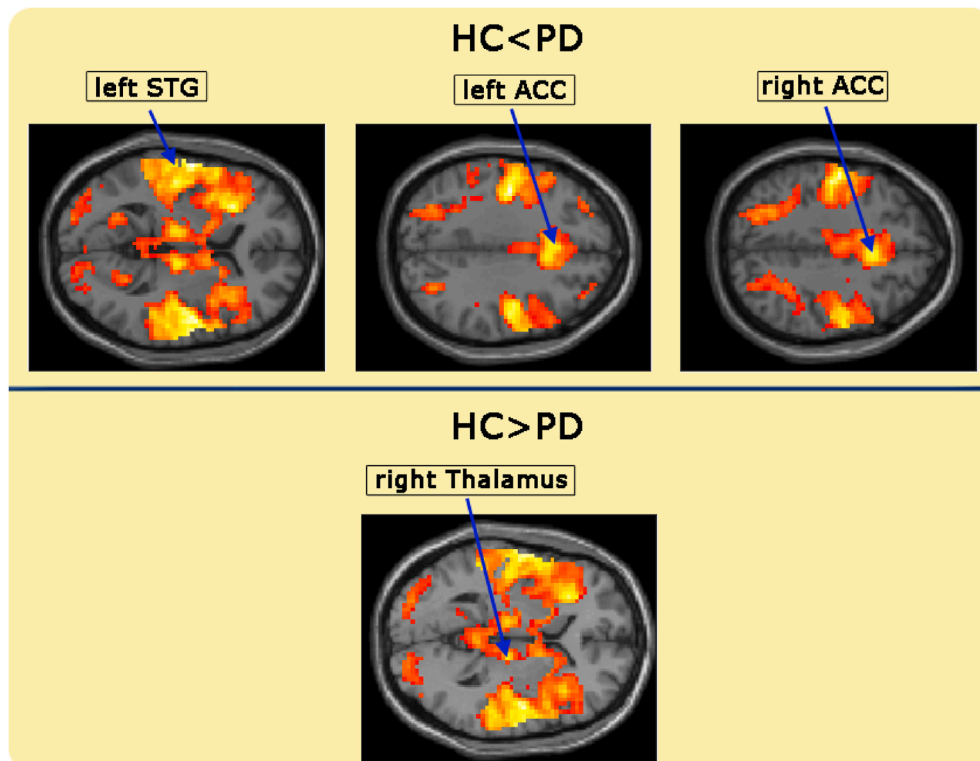 HC<PD
left STG
left ACC
right ACC
HC>PD
right Thalamus